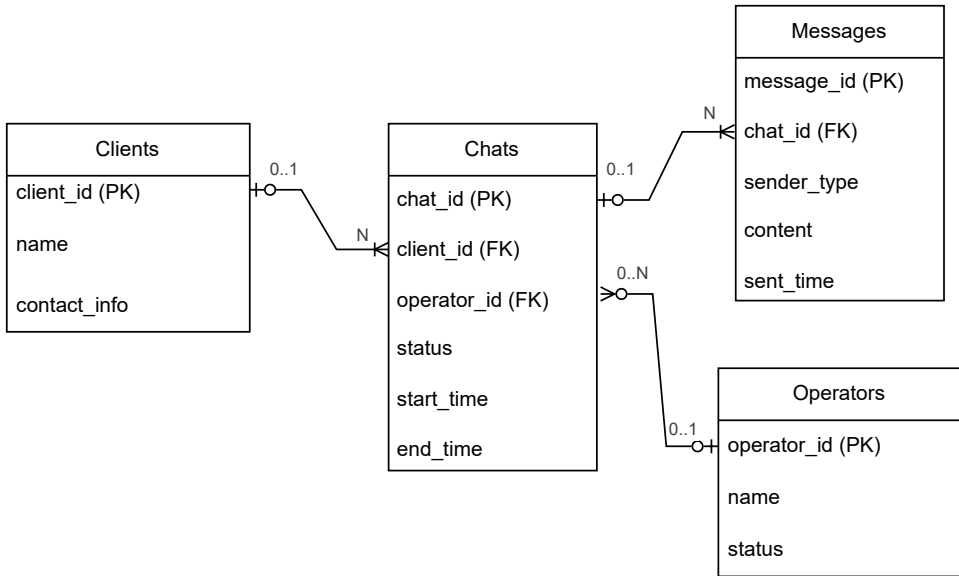 Clients
client_id (PK)
name
contact_info
0..1
N
Chats
chat_id (PK)
client_id (FK)
operator_id (FK)
status
start_time
end_time
0..1
N
Messages
message_id (PK)
chat_id (FK)
sender_type
content
sent_time
0..N
0..1
Operators
operator_id (PK)
name
status